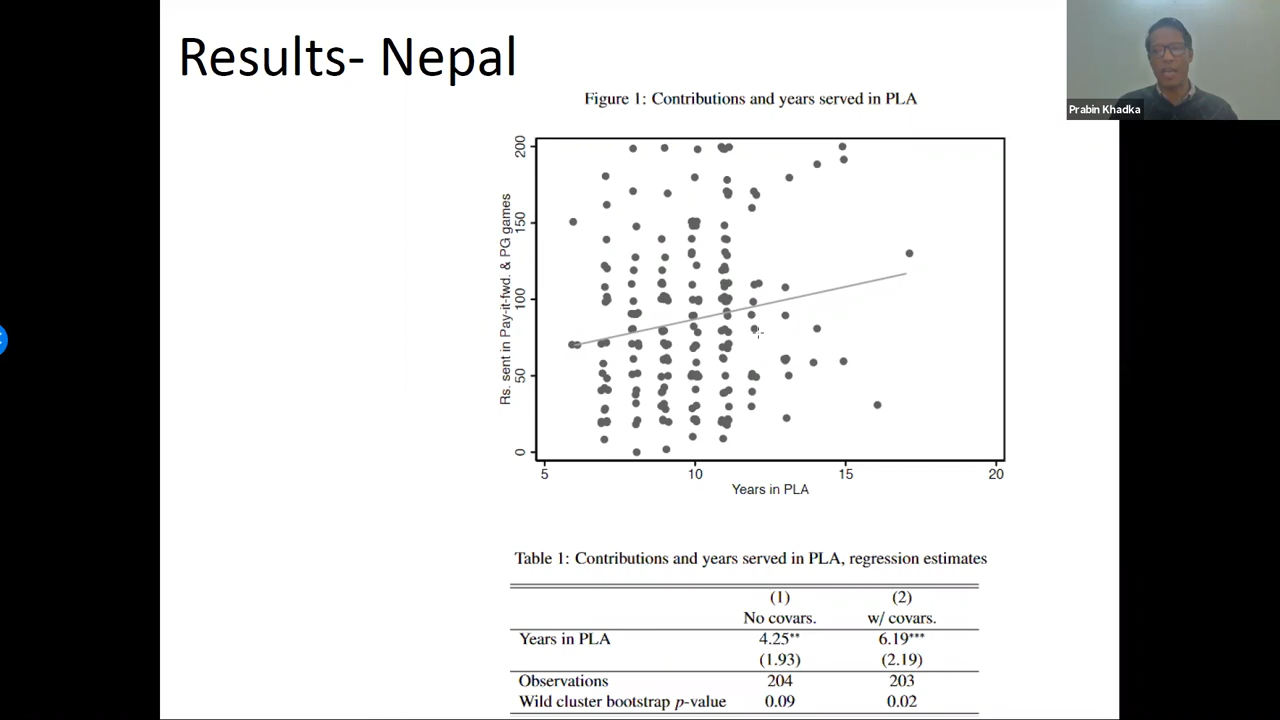 Results- Nepal
Prabin Khadka
Figure 1: Contributions and years served in PLA
Rs. sent in Pay-it-fwd. & PG games
200
150
100
50
0
5 10 15 20
Years in PLA
Table 1: Contributions and years served in PLA, regression estimates
(1) (2)
No covars. w/ covars.
Years in PLA 4.25** 6.19***
(1.93) (2.19)
Observations 204 203
Wild cluster bootstrap p-value 0.09 0.02